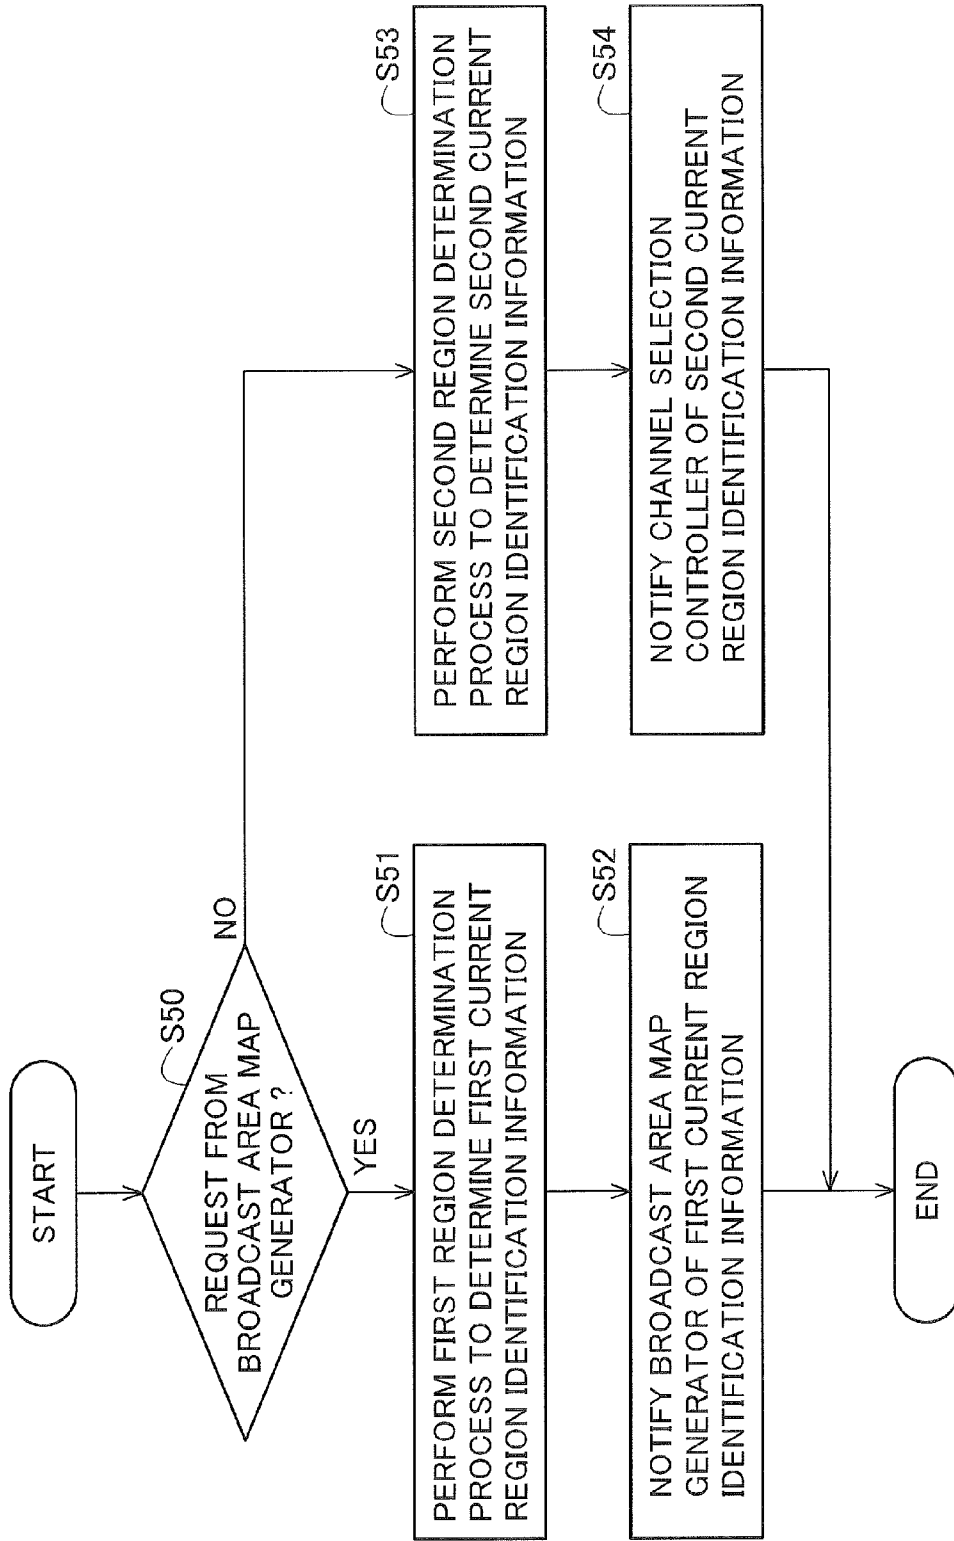 START
S50
REQUEST FROM
BROADCAST AREA MAP
GENERATOR ?
NO
YES
S51
PERFORM FIRST REGION DETERMINATION
PROCESS TO DETERMINE FIRST CURRENT
REGION IDENTIFICATION INFORMATION
S52
NOTIFY BROADCAST AREA MAP
GENERATOR OF FIRST CURRENT REGION
IDENTIFICATION INFORMATION
S53
PERFORM SECOND REGION DETERMINATION
PROCESS TO DETERMINE SECOND CURRENT
REGION IDENTIFICATION INFORMATION
S54
NOTIFY CHANNEL SELECTION
CONTROLLER OF SECOND CURRENT
REGION IDENTIFICATION INFORMATION
END